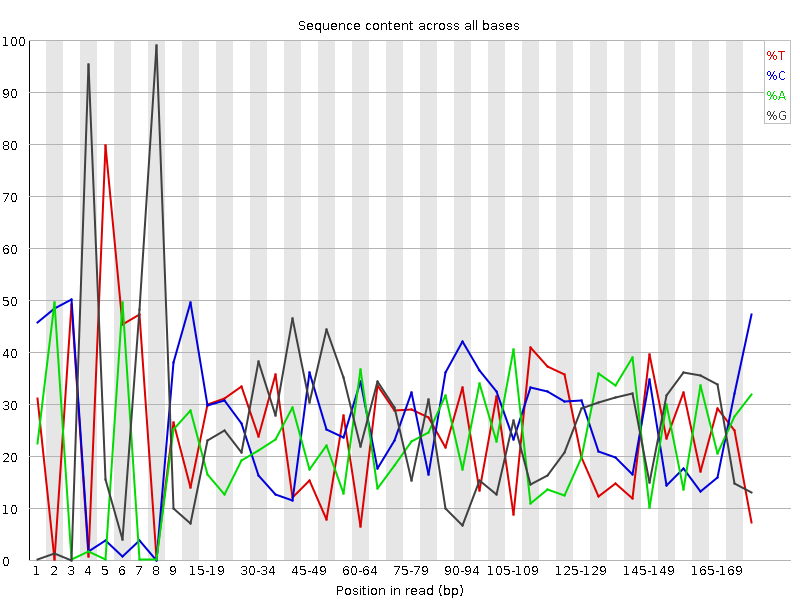 Sequence content across all bases
100
90
80
70
60
50
40
30
20
10
0
%T
%C
%A
%G
1 2 3 4 5 6 7 8 9 15-19 30-34 45-49 60-64 75-79 90-94 105-109 125-129 145-149 165-169
Position in read (bp)